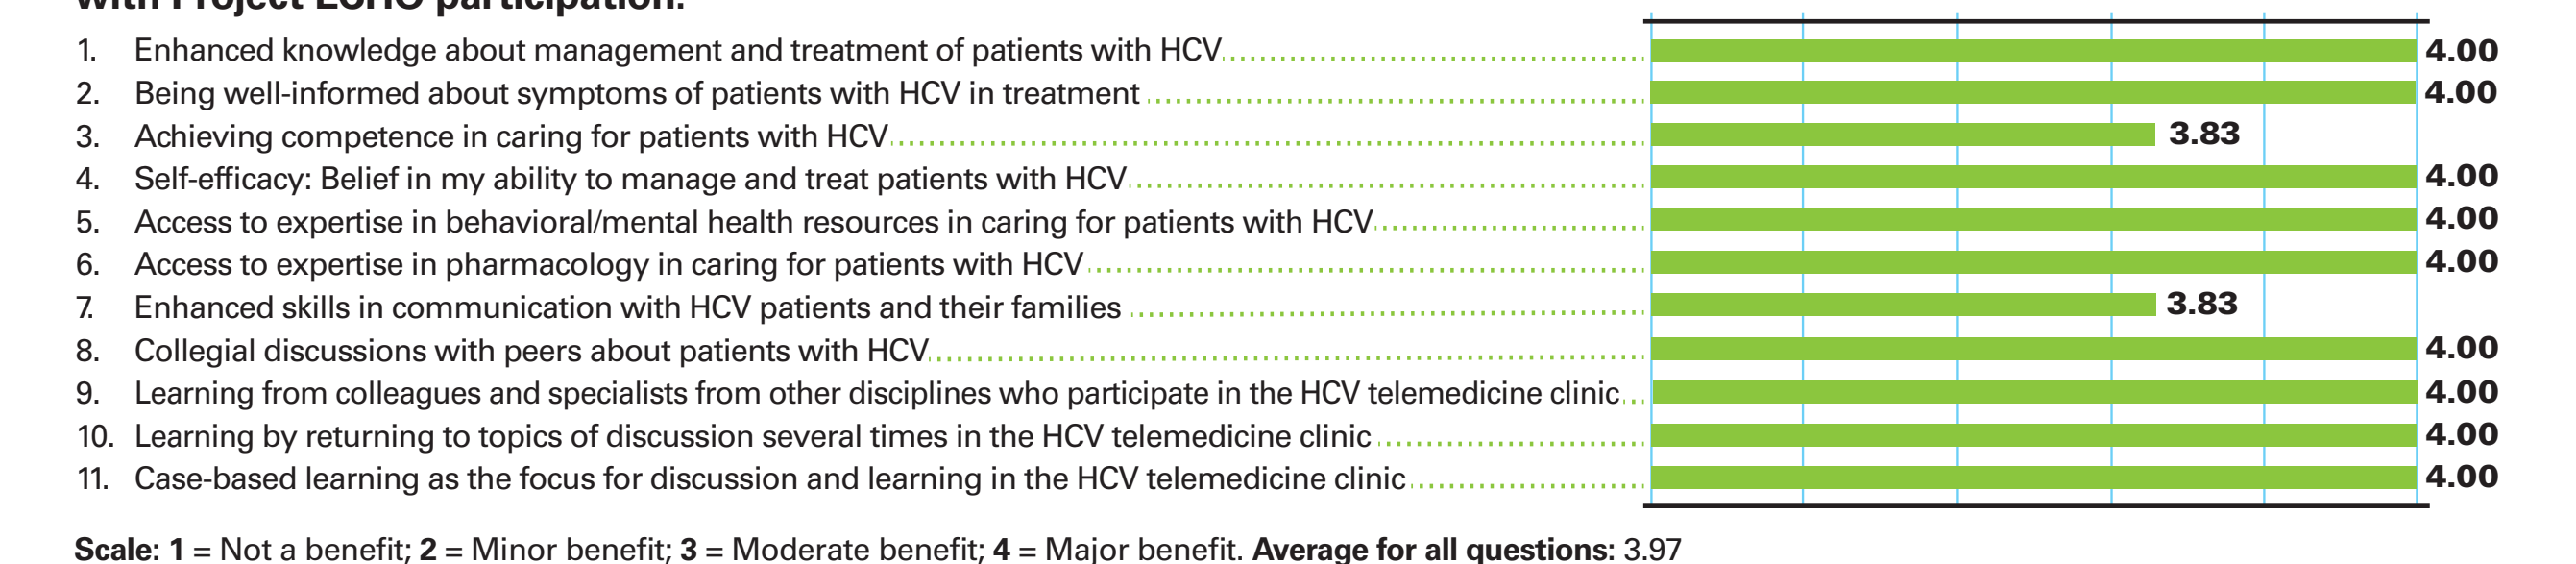 with Project ECHO participation.
1. Enhanced knowledge about management and treatment of patients with HCV 4.00
2. Being well-informed about symptoms of patients with HCV in treatment 4.00
3. Achieving competence in caring for patients with HCV 3.83
4. Self-efficacy: Belief in my ability to manage and treat patients with HCV 4.00
5. Access to expertise in behavioral/mental health resources in caring for patients with HCV 4.00
6. Access to expertise in pharmacology in caring for patients with HCV 4.00
7. Enhanced skills in communication with HCV patients and their families 3.83
8. Collegial discussions with peers about patients with HCV 4.00
9. Learning from colleagues and specialists from other disciplines who participate in the HCV telemedicine clinic 4.00
10. Learning by returning to topics of discussion several times in the HCV telemedicine clinic 4.00
11. Case-based learning as the focus for discussion and learning in the HCV telemedicine clinic 4.00
Scale: 1 = Not a benefit; 2 = Minor benefit; 3 = Moderate benefit; 4 = Major benefit. Average for all questions: 3.97